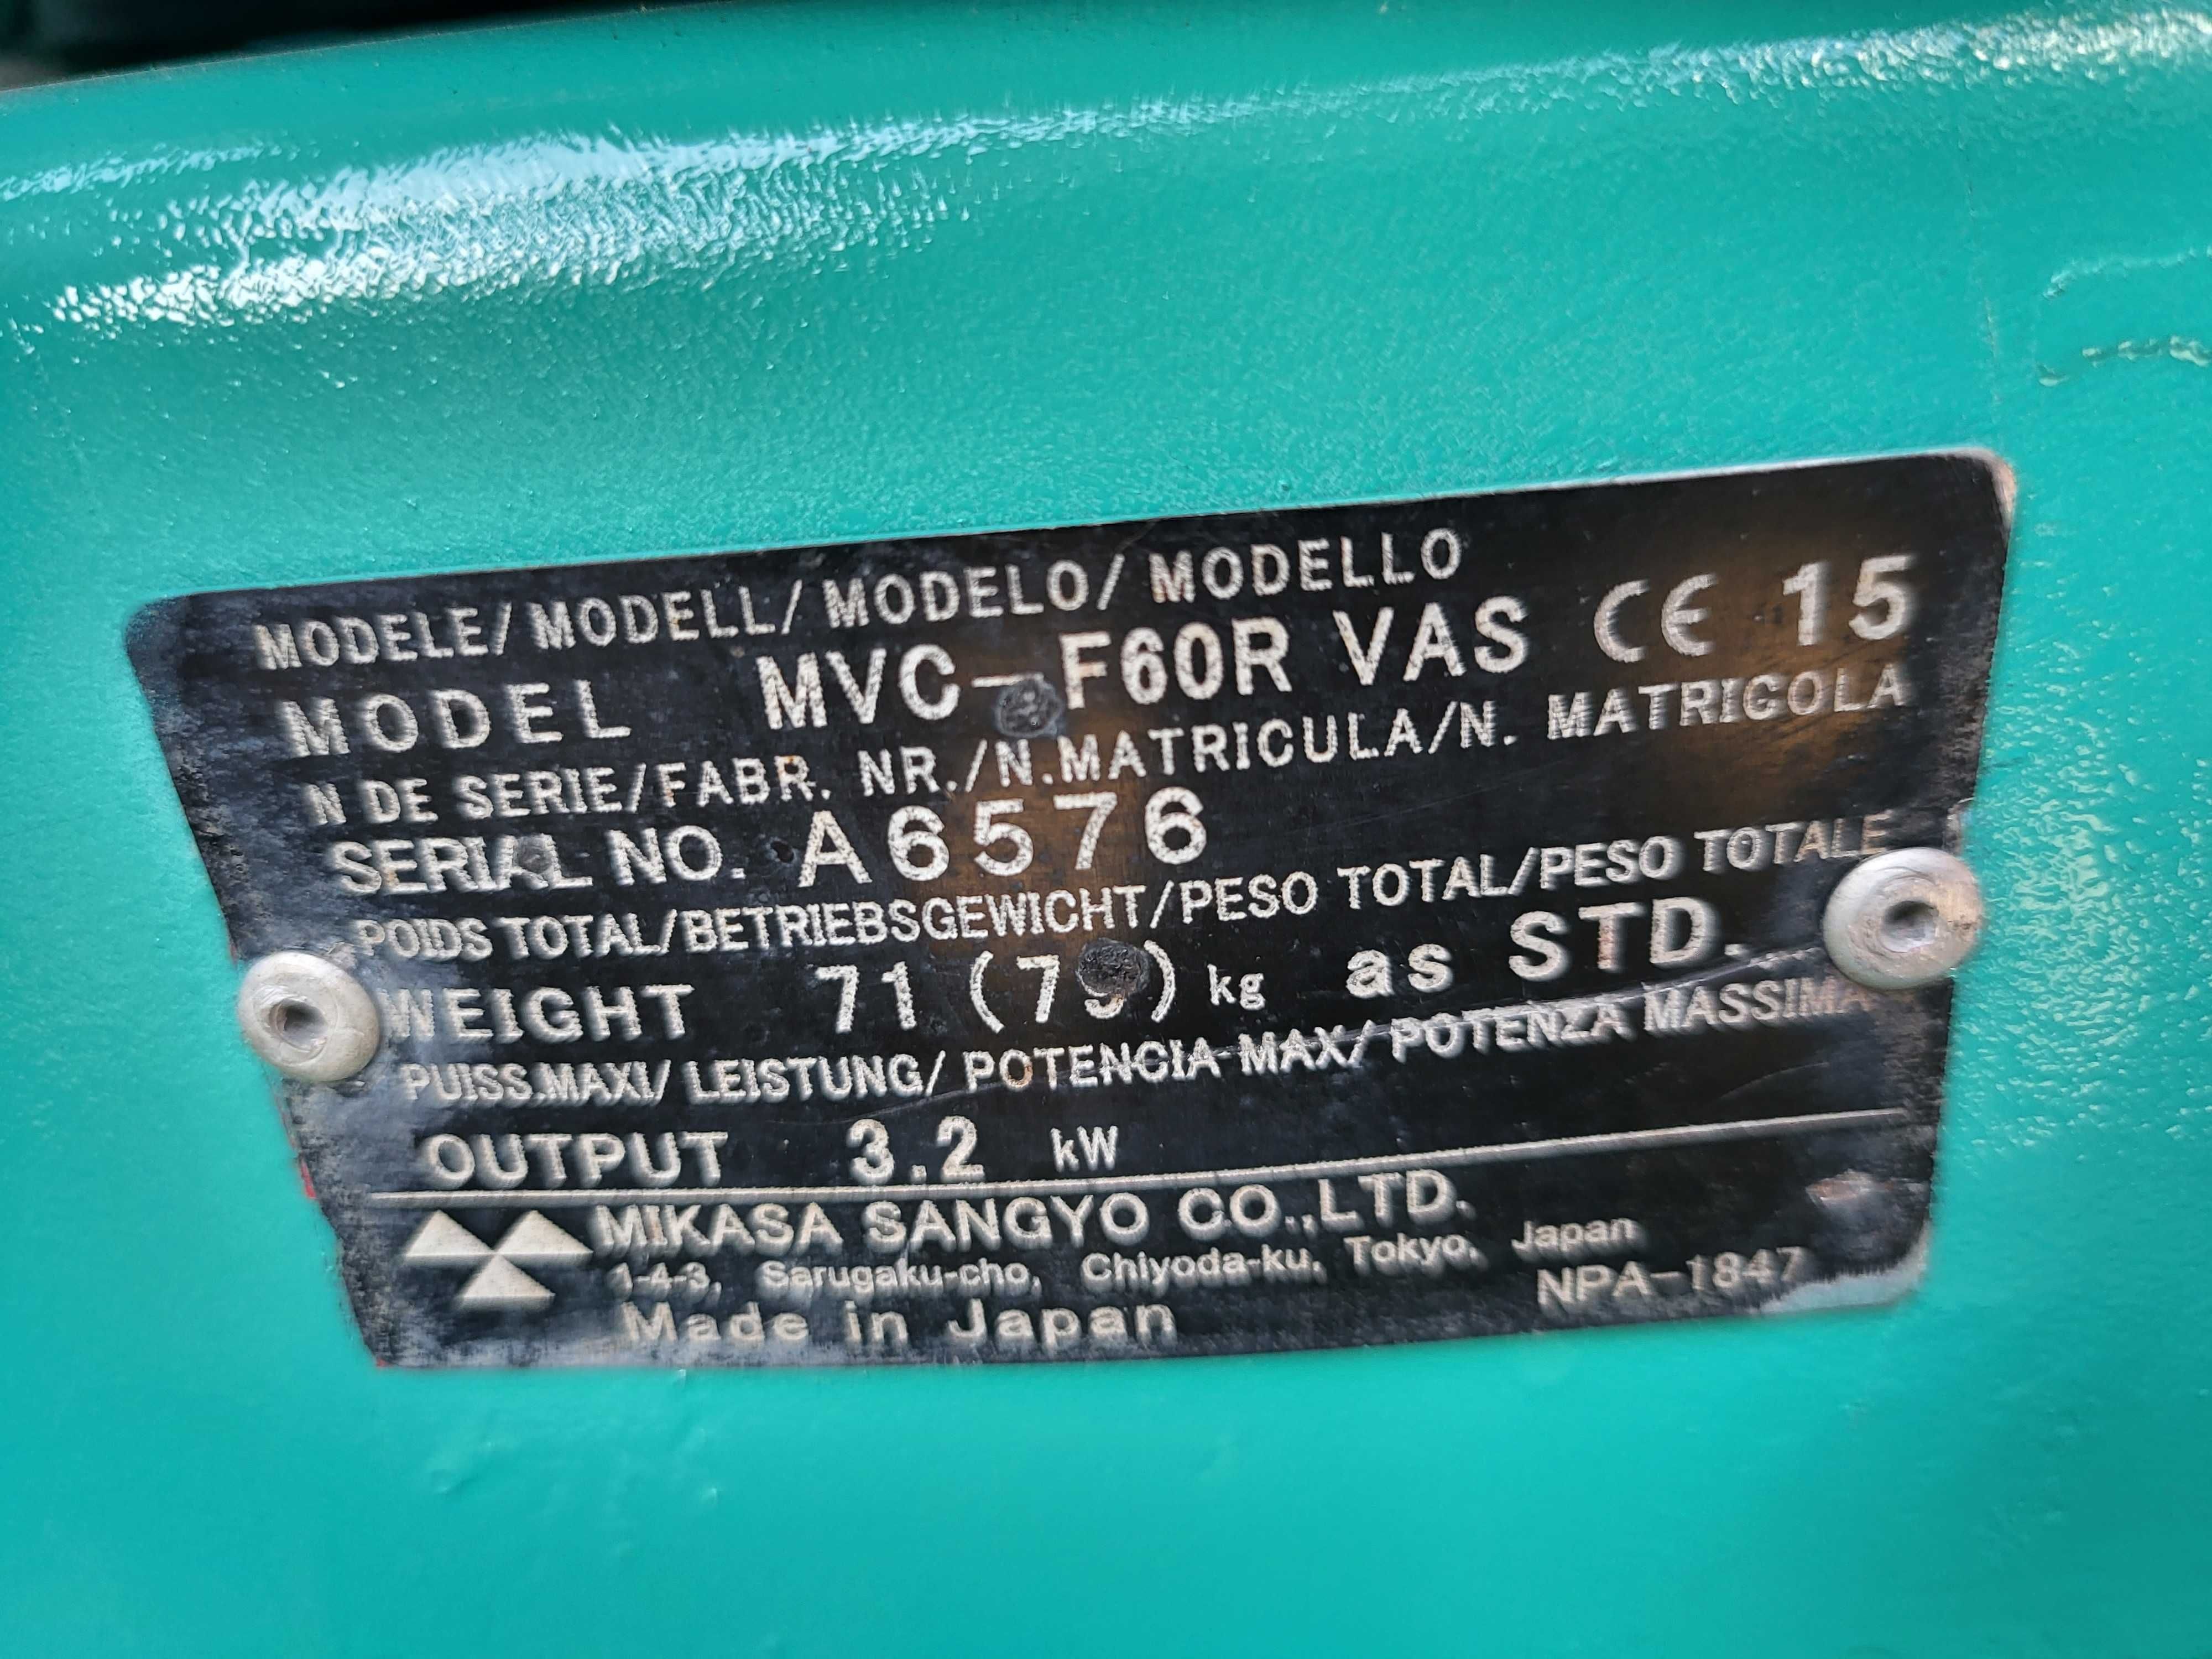 MODELE/ MODELL/ MODELO/ MODELLO
MODEL MVC-F60R VAS CE 15
N DE SERIE/FABR. NR./N.MATRICULA/N. MATRICOLA
SERIAL NO. A6576
POIDS TOTAL/BETRIEBSGEWICHT/PESO TOTAL/PESO TOTALE
WEIGHT 71 kg as STD.
PUISS.MAXI/ LEISTUNG/ POTENCIA MAX/ POTENZA MASSIMA
OUTPUT 3.2 kW
MIKASA SANGYO CO.,LTD.
1-4-3, Sarugaku-cho, Chiyoda-ku, Tokyo, Japan
Made in Japan NPA-1847